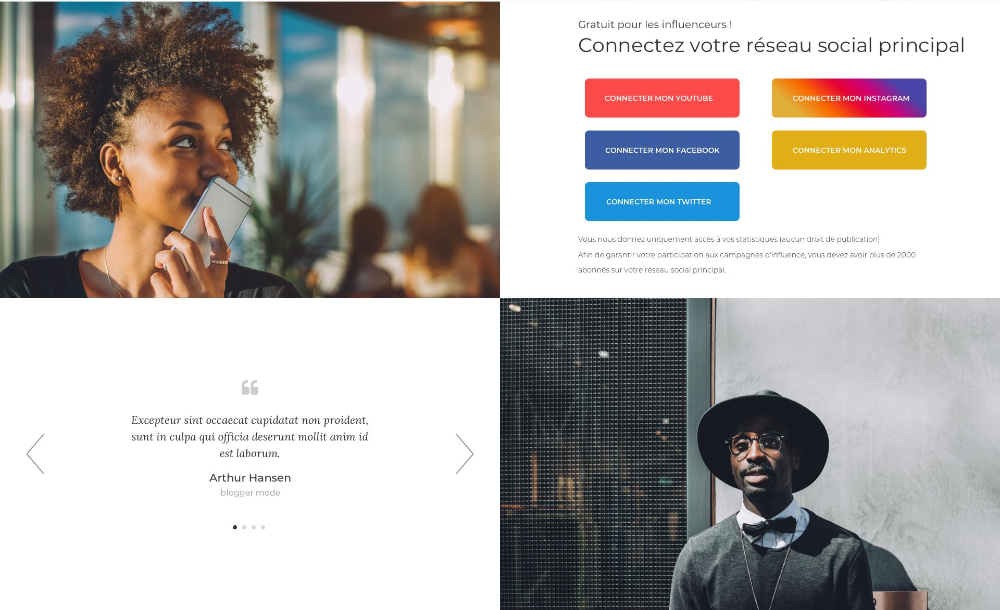 Gratuit pour les influenceurs !
Connectez votre réseau social principal
CONNECTER MON YOUTUBE
CONNECTER MON INSTAGRAM
CONNECTER MON FACEBOOK
CONNECTER MON ANALYTICS
CONNECTER MON TWITTER
Vous nous donnez uniquement accès à vos statistiques (aucun droit de publication)
Afin de garantir votre participation aux campagnes d'influence, vous devez avoir plus de 2000
abonnés sur votre réseau social principal.
Excepteur sint occaecat cupidatat non proident,
sunt in culpa qui officia deserunt mollit anim id
est laborum.
Arthur Hansen
blogger mode